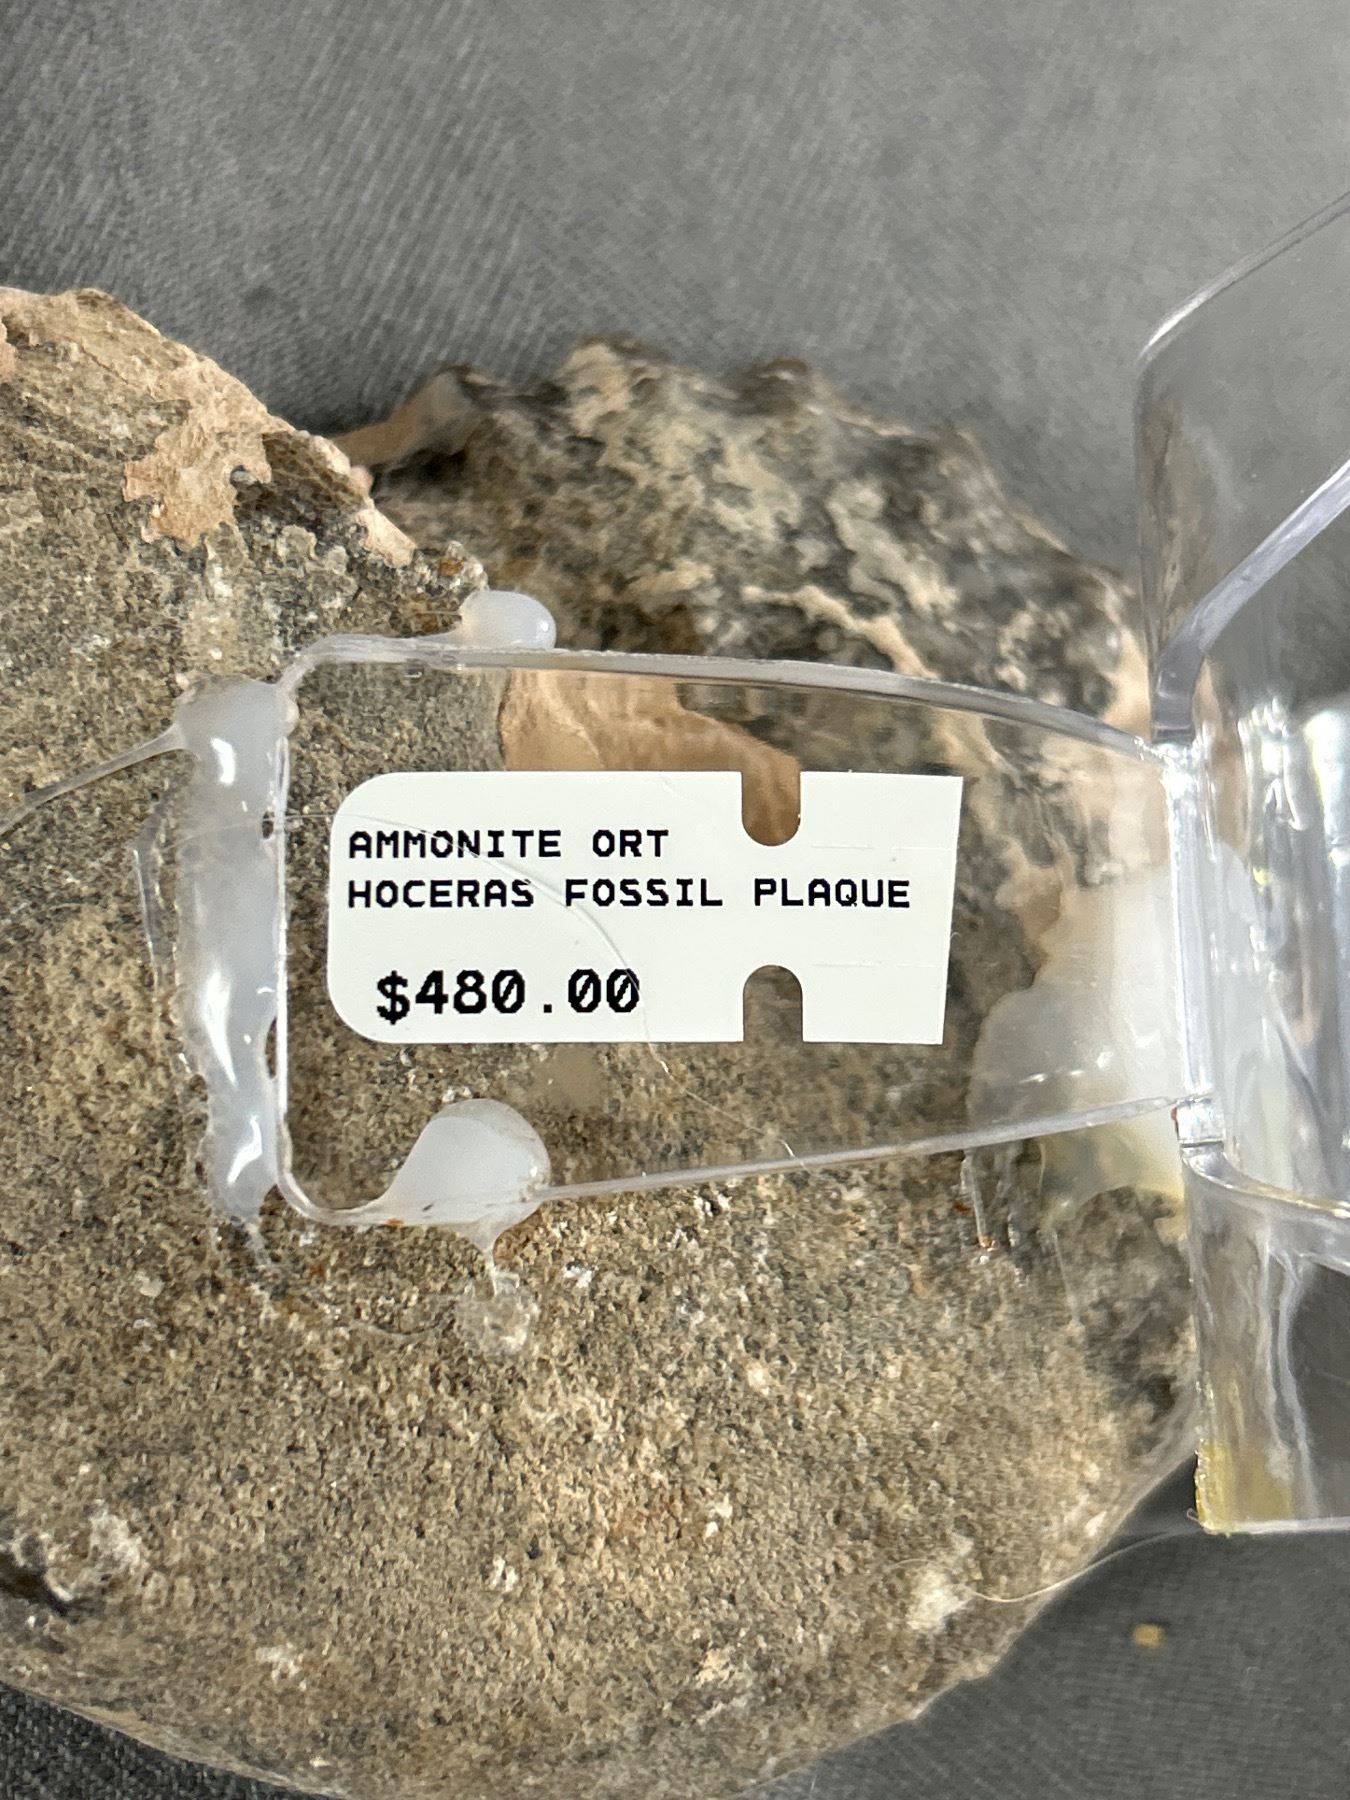 AMMONITE ORT
HOCERAS FOSSIL PLAQUE
$480.00